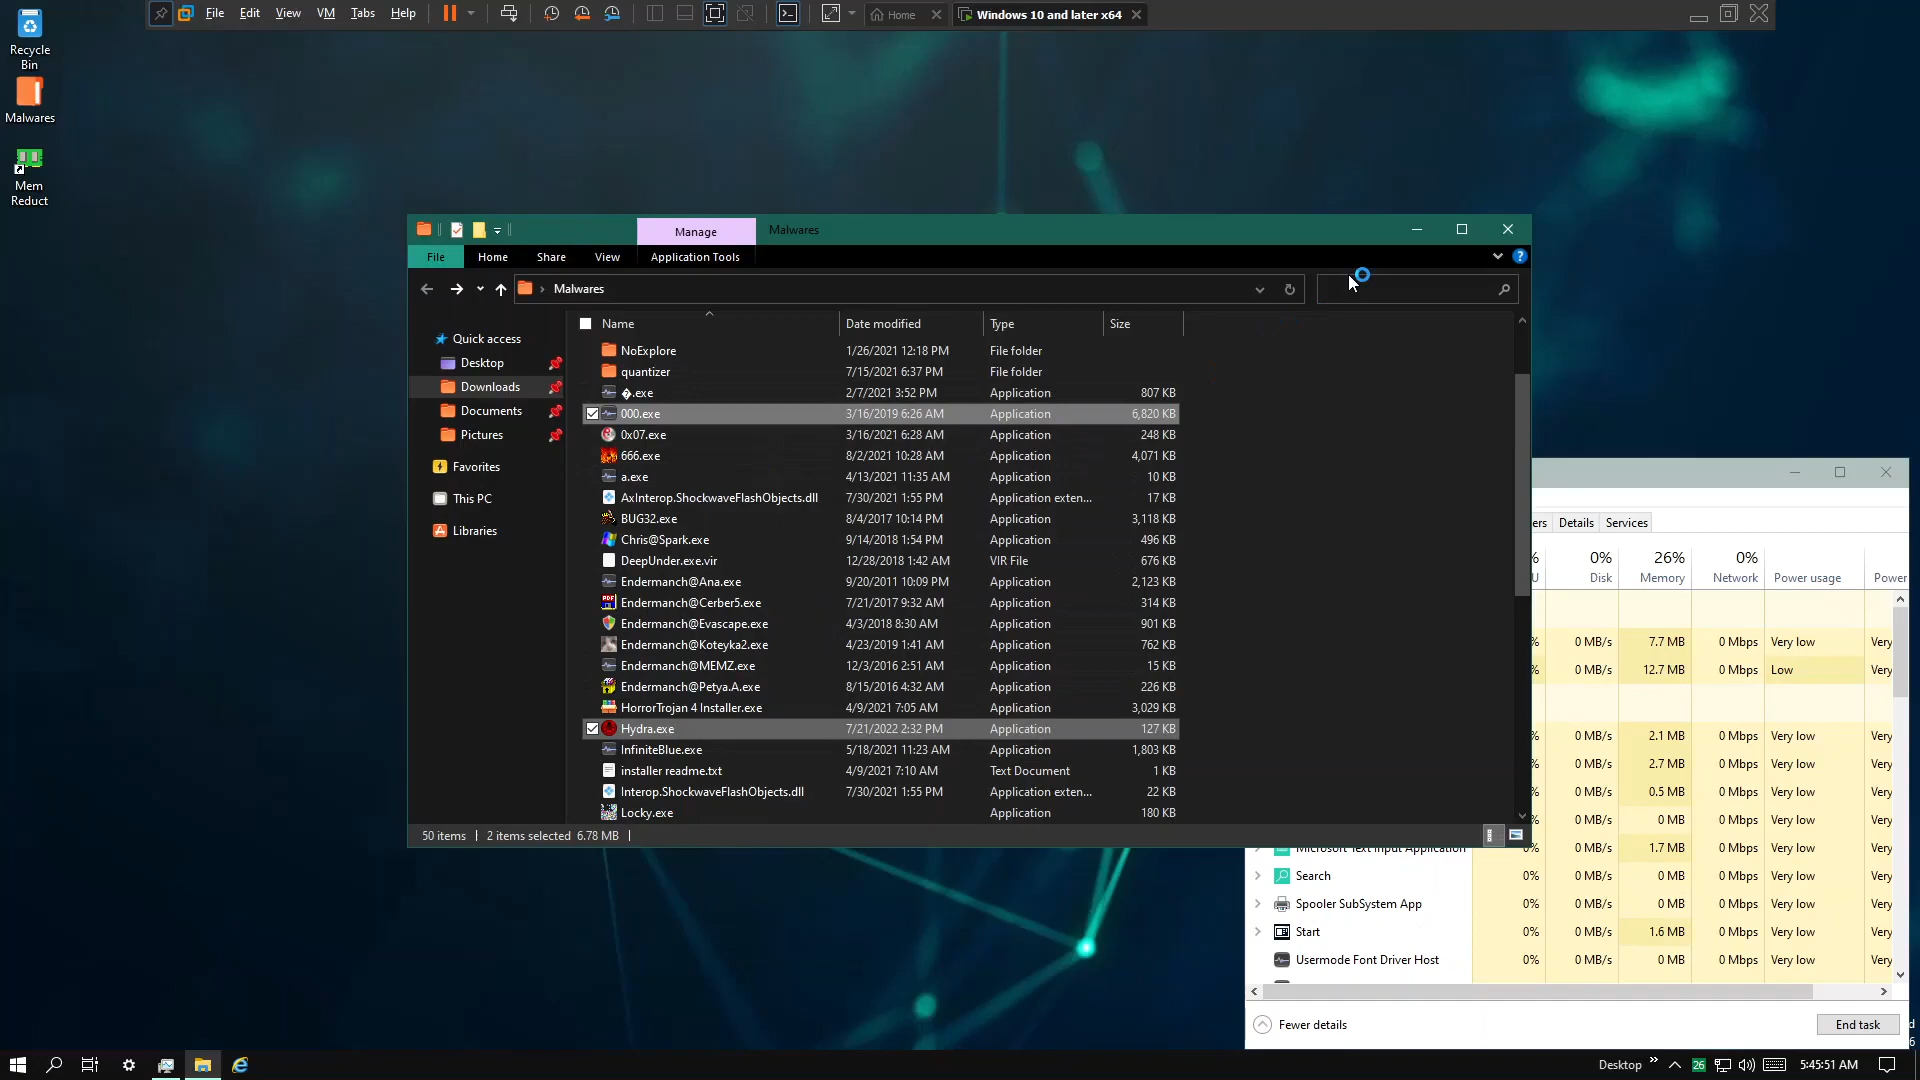 File Edit View VM Tabs Help
Home
Windows 10 and later x64
Recycle
Bin
Malwares
Mem
Reduct
Manage
Malwares
File Home Share View Application Tools
Malwares
Quick access
Desktop
Downloads
Documents
Pictures
Favorites
This PC
Libraries
Name Date modified Type Size
NoExplore 1/26/2021 12:18 PM File folder
quantizer 7/15/2021 6:37 PM File folder
�.exe 2/7/2021 3:52 PM Application 807 KB
000.exe 3/16/2019 6:26 AM Application 6,820 KB
0x07.exe 3/16/2021 6:28 AM Application 248 KB
666.exe 8/2/2021 10:28 AM Application 4,071 KB
a.exe 4/13/2021 11:35 AM Application 10 KB
AxInterop.ShockwaveFlashObjects.dll 7/30/2021 1:55 PM Application exten... 17 KB
BUG32.exe 8/4/2017 10:14 PM Application 3,118 KB
Chris@Spark.exe 9/14/2018 1:54 PM Application 496 KB
DeepUnder.exe.vir 12/28/2018 1:42 AM VIR File 676 KB
Endermanch@Ana.exe 9/20/2011 10:09 PM Application 2,123 KB
Endermanch@Cerber5.exe 7/21/2017 9:32 AM Application 314 KB
Endermanch@Evascape.exe 4/3/2018 8:30 AM Application 901 KB
Endermanch@Koteyka2.exe 4/23/2019 1:41 AM Application 762 KB
Endermanch@MEMZ.exe 12/3/2016 2:51 AM Application 15 KB
Endermanch@Petya.A.exe 8/15/2016 4:32 AM Application 226 KB
HorrorTrojan 4 Installer.exe 4/9/2021 7:05 AM Application 3,029 KB
Hydra.exe 7/21/2022 2:32 PM Application 127 KB
InfiniteBlue.exe 5/18/2021 11:23 AM Application 1,803 KB
installer readme.txt 4/9/2021 7:10 AM Text Document 1 KB
Interop.ShockwaveFlashObjects.dll 7/30/2021 1:55 PM Application exten... 22 KB
Locky.exe Application 180 KB
50 items 2 items selected 6.78 MB
ers Details Services
% 0% 26% 0%
U Disk Memory Network Power usage Power
% 0 MB/s 7.7 MB 0 Mbps Very low Very
% 0 MB/s 12.7 MB 0 Mbps Low Very
% 0 MB/s 2.1 MB 0 Mbps Very low Very
% 0 MB/s 2.7 MB 0 Mbps Very low Very
% 0 MB/s 0.5 MB 0 Mbps Very low Very
% 0 MB/s 0 MB 0 Mbps Very low Very
Microsoft Text Input Application 0% 0 MB/s 1.7 MB 0 Mbps Very low Very
Search 0% 0 MB/s 0 MB 0 Mbps Very low Very
Spooler SubSystem App 0% 0 MB/s 0 MB 0 Mbps Very low Very
Start 0% 0 MB/s 1.6 MB 0 Mbps Very low Very
Usermode Font Driver Host 0% 0 MB/s 0 MB 0 Mbps Very low Very
Fewer details
End task
d
6
Desktop
26
5:45:51 AM